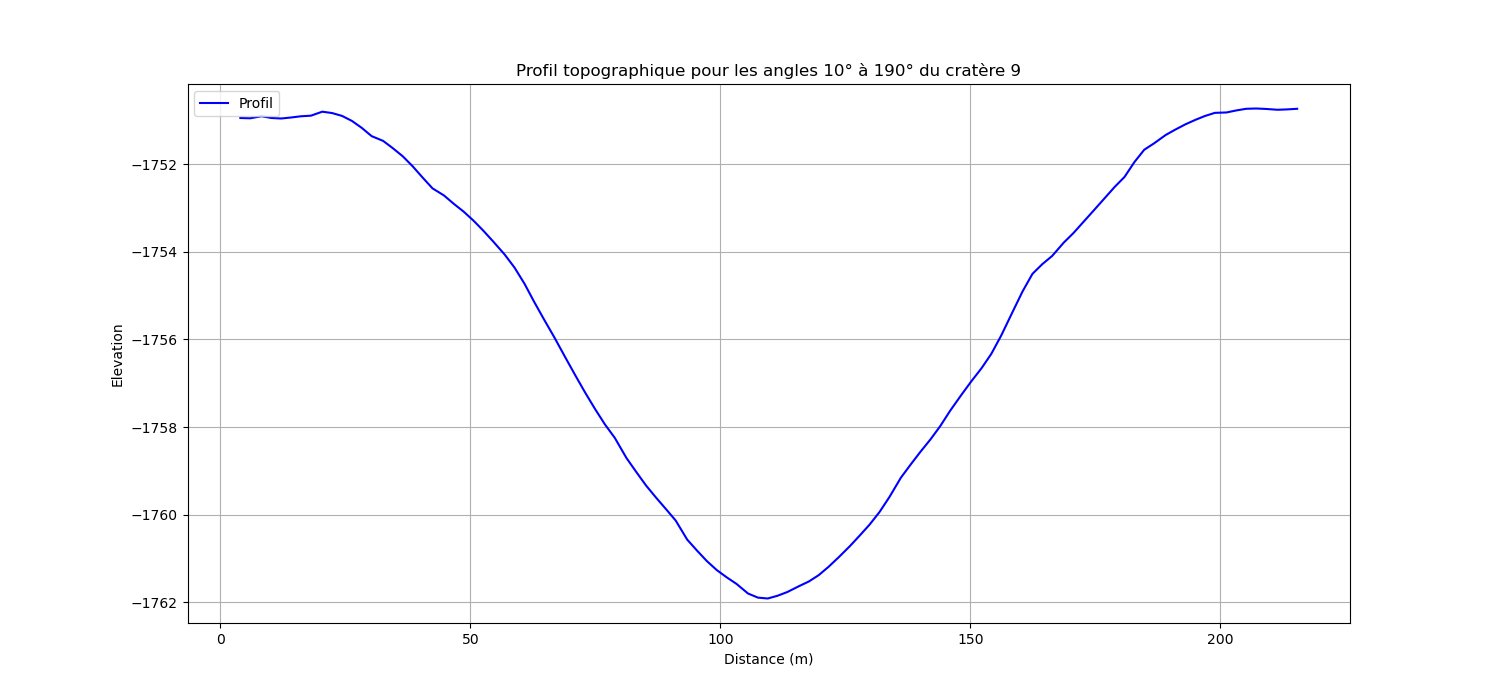 Profil topographique pour les angles 10° à 190° du cratère 9
Profil
−1752
−1754
−1756
−1758
−1760
−1762
Elevation
0 50 100 150 200
Distance (m)